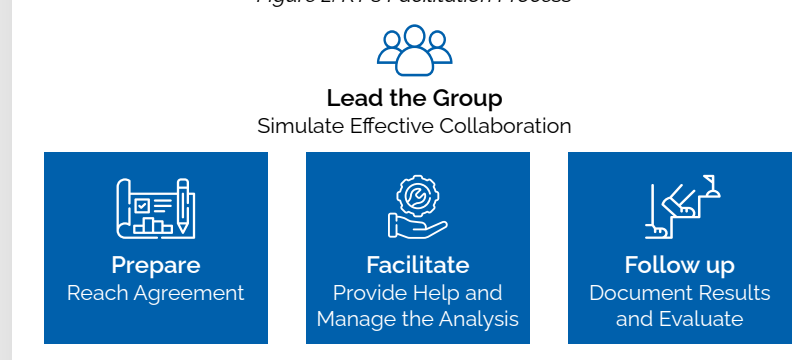 Lead the Group
Simulate Effective Collaboration
Prepare
Reach Agreement
Facilitate
Provide Help and
Manage the Analysis
Follow up
Document Results
and Evaluate